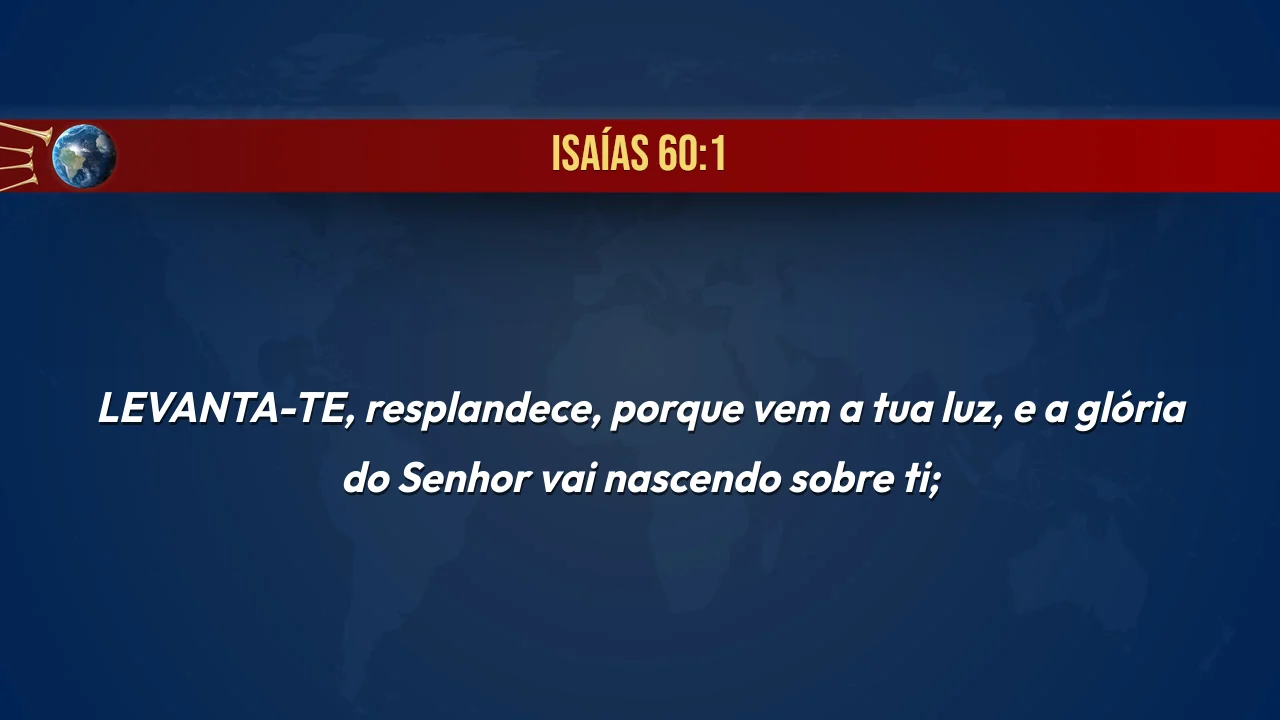 ISAÍAS 60:1
LEVANTA-TE, resplandece, porque vem a tua luz, e a glória
do Senhor vai nascendo sobre ti;